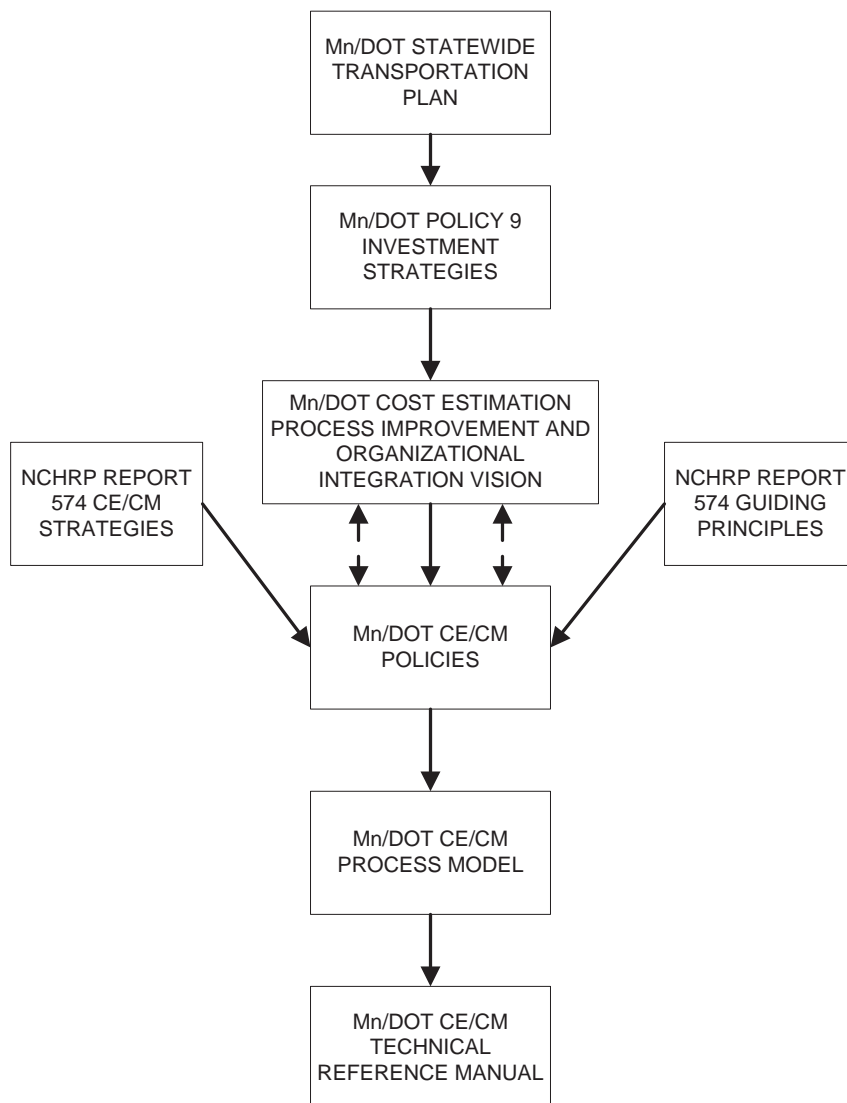 Mn/DOT STATEWIDE
TRANSPORTATION
PLAN
Mn/DOT POLICY 9
INVESTMENT
STRATEGIES
Mn/DOT COST ESTIMATION
PROCESS IMPROVEMENT AND
ORGANIZATIONAL
INTEGRATION VISION
NCHRP REPORT
574 CE/CM
STRATEGIES
NCHRP REPORT
574 GUIDING
PRINCIPLES
Mn/DOT CE/CM
POLICIES
Mn/DOT CE/CM
PROCESS MODEL
Mn/DOT CE/CM
TECHNICAL
REFERENCE MANUAL